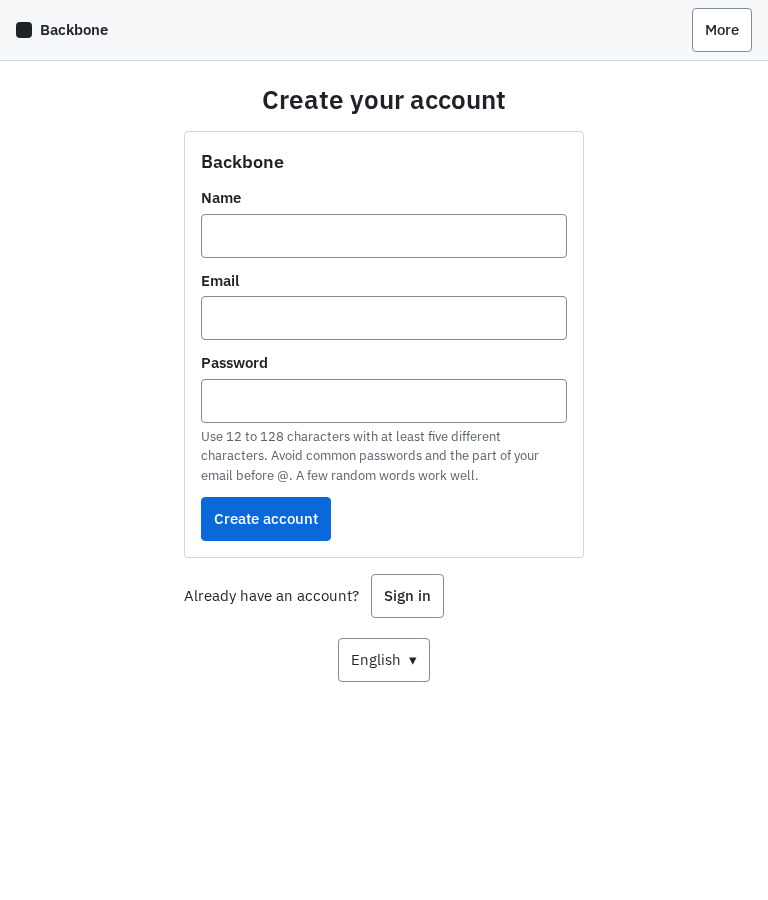 Backbone
More
Create your account
Backbone
Name
Email
Password
Use 12 to 128 characters with at least five different
characters. Avoid common passwords and the part of your
email before @. A few random words work well.
Create account
Already have an account? Sign in
English ▾